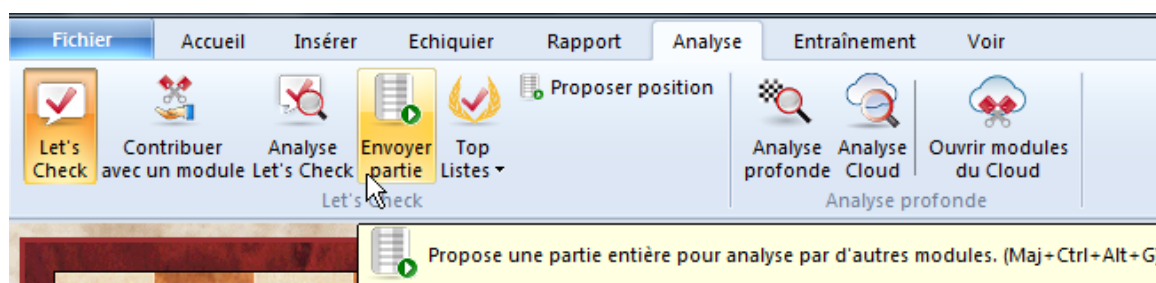 Fichier Accueil Insérer Echiquier Rapport Analyse Entraînement Voir
Let's Check
Contribuer avec un module
Analyse Let's Check
Envoyer partie
Top Listes
Proposer position
Analyse profonde
Analyse Cloud
Ouvrir modules du Cloud
Let's Check
Analyse profonde
Propose une partie entière pour analyse par d'autres modules. (Maj+Ctrl+Alt+G)